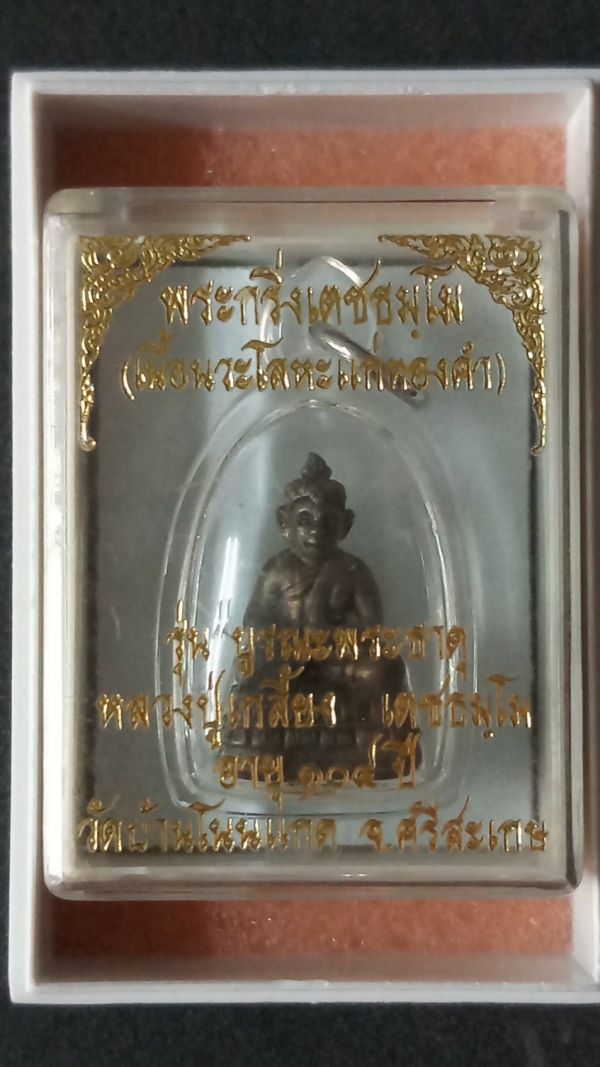 พระกริ่งเตชธมฺโม
(เนื้อนวะโลหะแก่ทองคำ)
รุ่น "บูรณะพระธาตุ
หลวงปู่เกลี้ยง เตชธมฺโม
อายุ ๑๐๔ ปี
วัดบ้านโนนแกด จ.ศรีสะเกษ